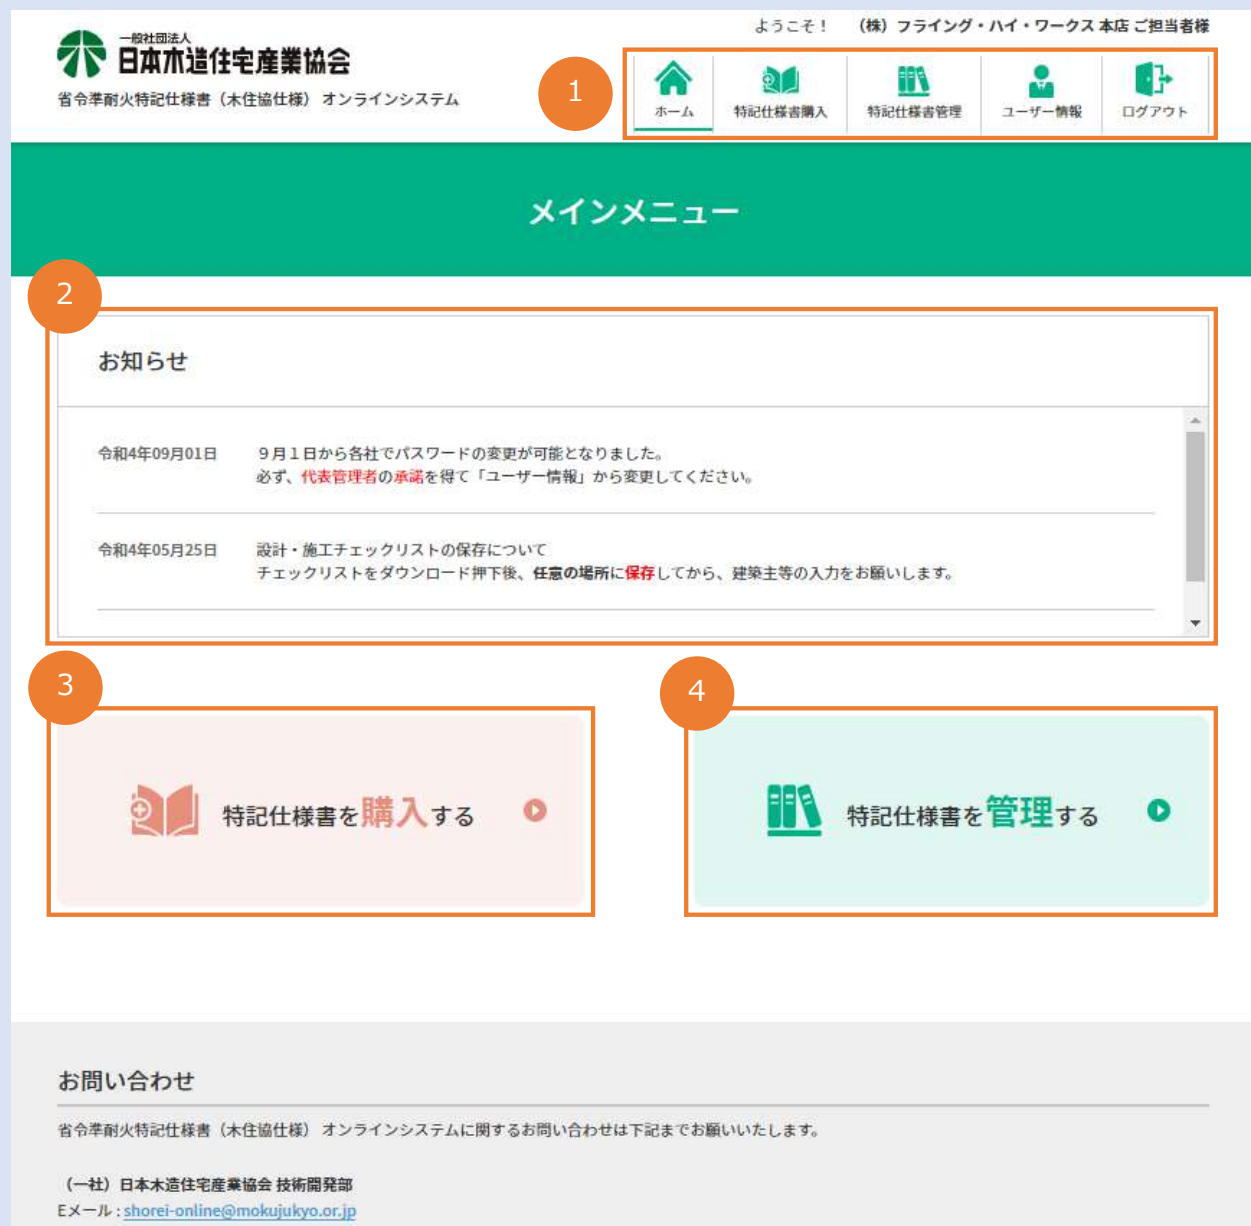 一般社団法人
日本木造住宅産業協会
省令準耐火特記仕様書（木住協仕様） オンラインシステム
ようこそ！ （株）フライング・ハイ・ワークス 本店 ご担当者様
1
ホーム
特記仕様書購入
特記仕様書管理
ユーザー情報
ログアウト
メインメニュー
2
お知らせ
令和4年09月01日 ９月１日から各社でパスワードの変更が可能となりました。
必ず、代表管理者の承諾を得て「ユーザー情報」から変更してください。
令和4年05月25日 設計・施工チェックリストの保存について
チェックリストをダウンロード押下後、任意の場所に保存してから、建築主等の入力をお願いします。
3
特記仕様書を購入する
4
特記仕様書を管理する
お問い合わせ
省令準耐火特記仕様書（木住協仕様） オンラインシステムに関するお問い合わせは下記までお願いいたします。
（一社）日本木造住宅産業協会 技術開発部
Eメール : shorei-online@mokujukyo.or.jp